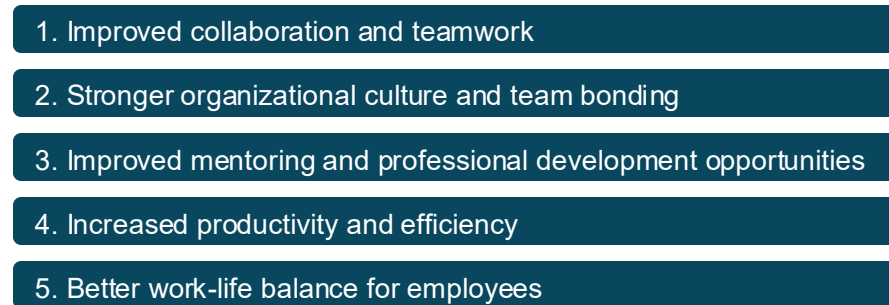 1. Improved collaboration and teamwork
2. Stronger organizational culture and team bonding
3. Improved mentoring and professional development opportunities
4. Increased productivity and efficiency
5. Better work-life balance for employees